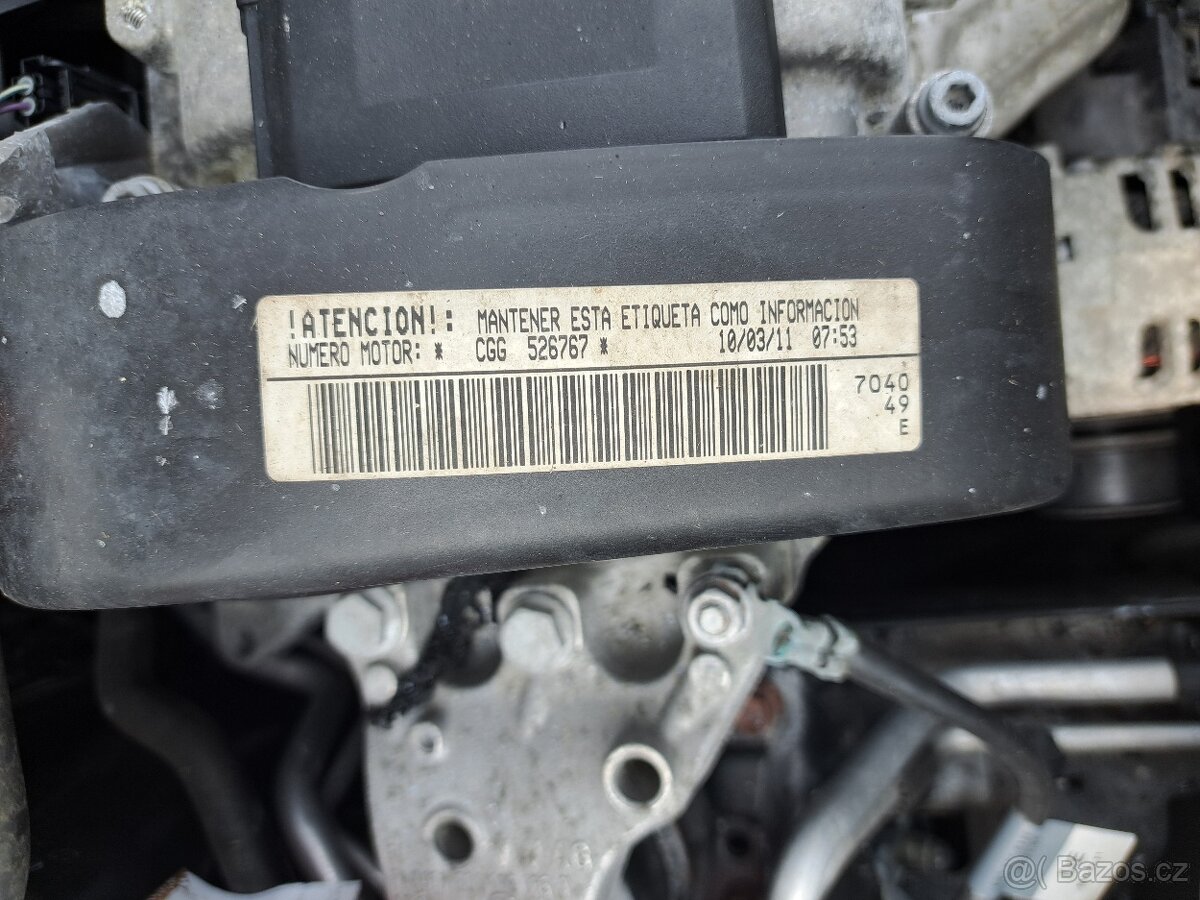 !ATENCION!: MANTENER ESTA ETIQUETA COMO INFORMACION
NUMERO MOTOR: * CGG 526767 * 10/03/11 07:53
7040
49
E
Bazos.cz